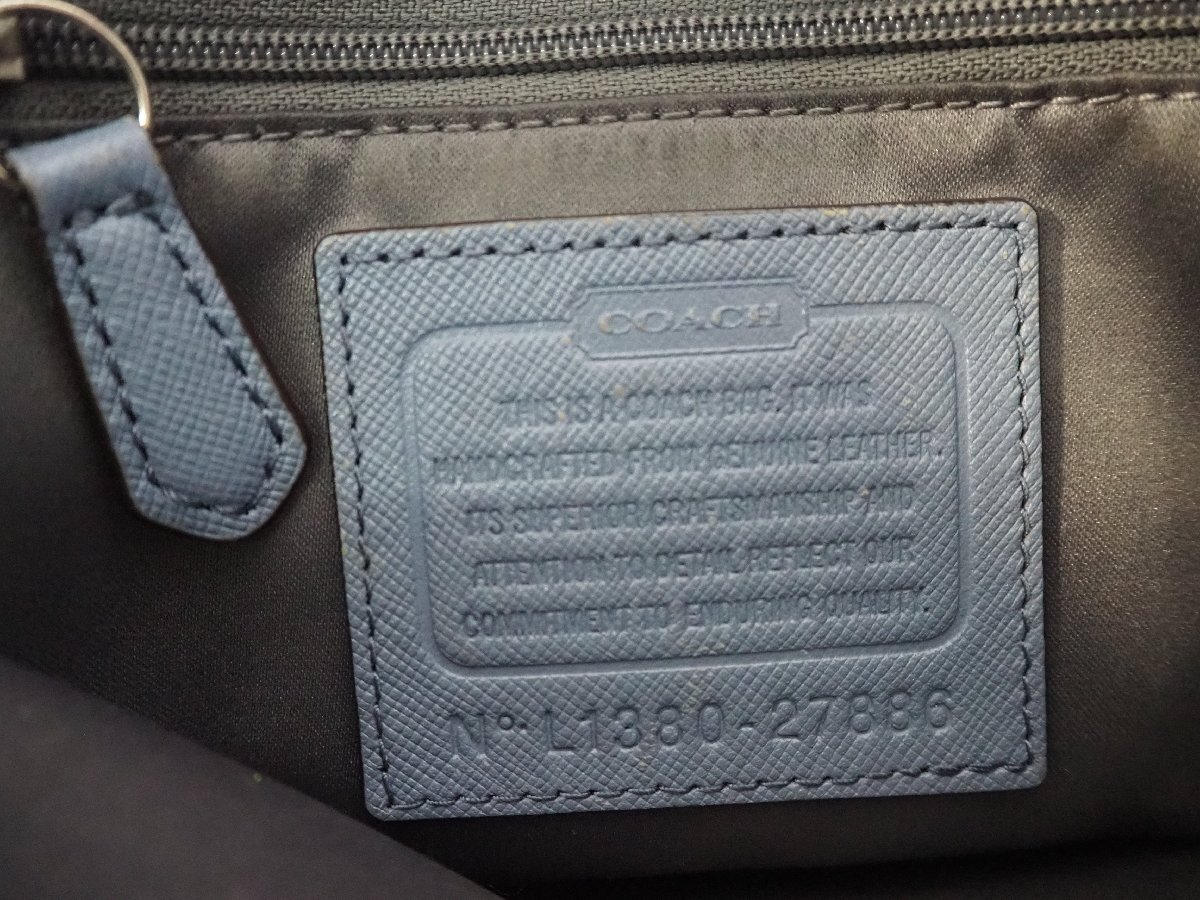 COACH
THIS IS A COACH BAG. IT WAS
HANDCRAFTED FROM GENUINE LEATHER.
ITS SUPERIOR CRAFTSMANSHIP AND
ATTENTION TO DETAIL REFLECT OUR
COMMITMENT TO ENDURING QUALITY.
Nº· L1380-27886